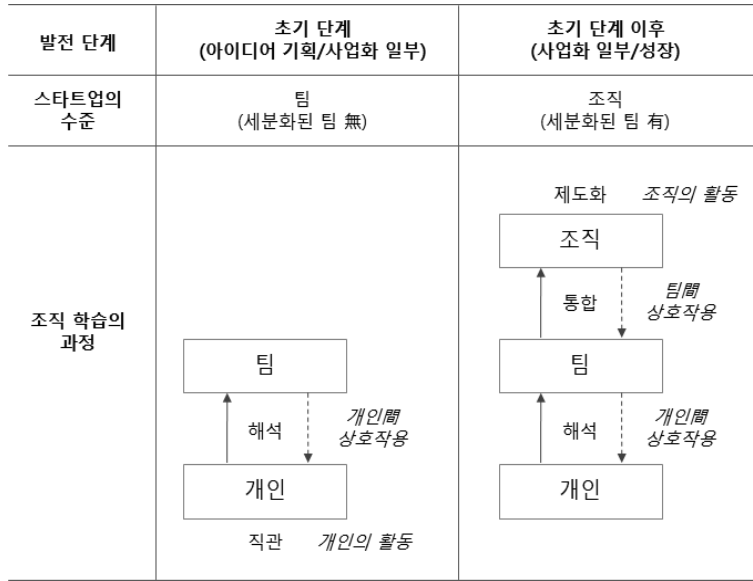 발전 단계
초기 단계
(아이디어 기획/사업화 일부)
초기 단계 이후
(사업화 일부/성장)
스타트업의
수준
팀
(세분화된 팀 無)
조직
(세분화된 팀 有)
조직 학습의
과정
팀
해석
개인間
상호작용
개인
직관 개인의 활동
제도화 조직의 활동
조직
통합
팀間
상호작용
팀
해석
개인間
상호작용
개인